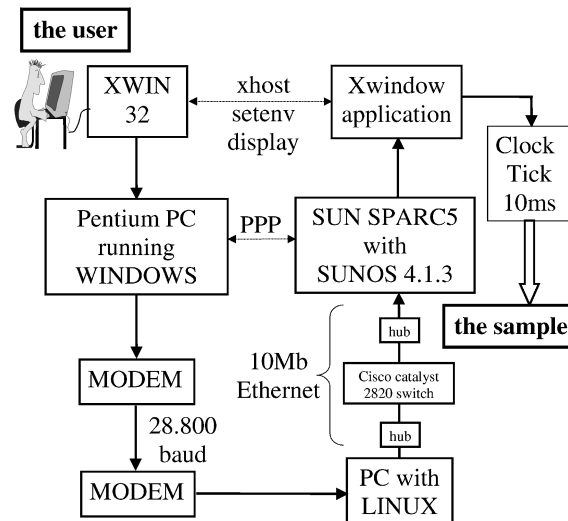 the user
XWIN
32
xhost
setenv
display
Xwindow
application
Clock
Tick
10ms
Pentium PC
running
WINDOWS
PPP
SUN SPARC5
with
SUNOS 4.1.3
the sample
hub
10Mb
Ethernet
Cisco catalyst
2820 switch
hub
MODEM
28.800
baud
MODEM
PC with
LINUX